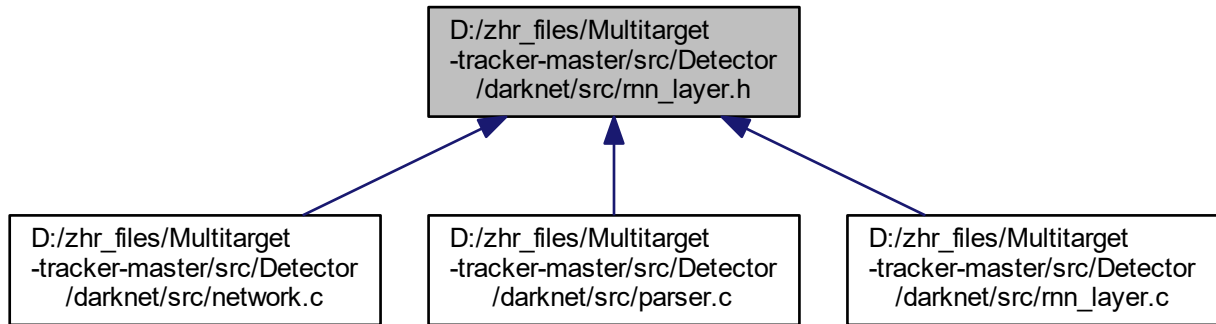 D:/zhr_files/Multitarget
-tracker-master/src/Detector
/darknet/src/rnn_layer.h
D:/zhr_files/Multitarget
-tracker-master/src/Detector
/darknet/src/network.c
D:/zhr_files/Multitarget
-tracker-master/src/Detector
/darknet/src/parser.c
D:/zhr_files/Multitarget
-tracker-master/src/Detector
/darknet/src/rnn_layer.c